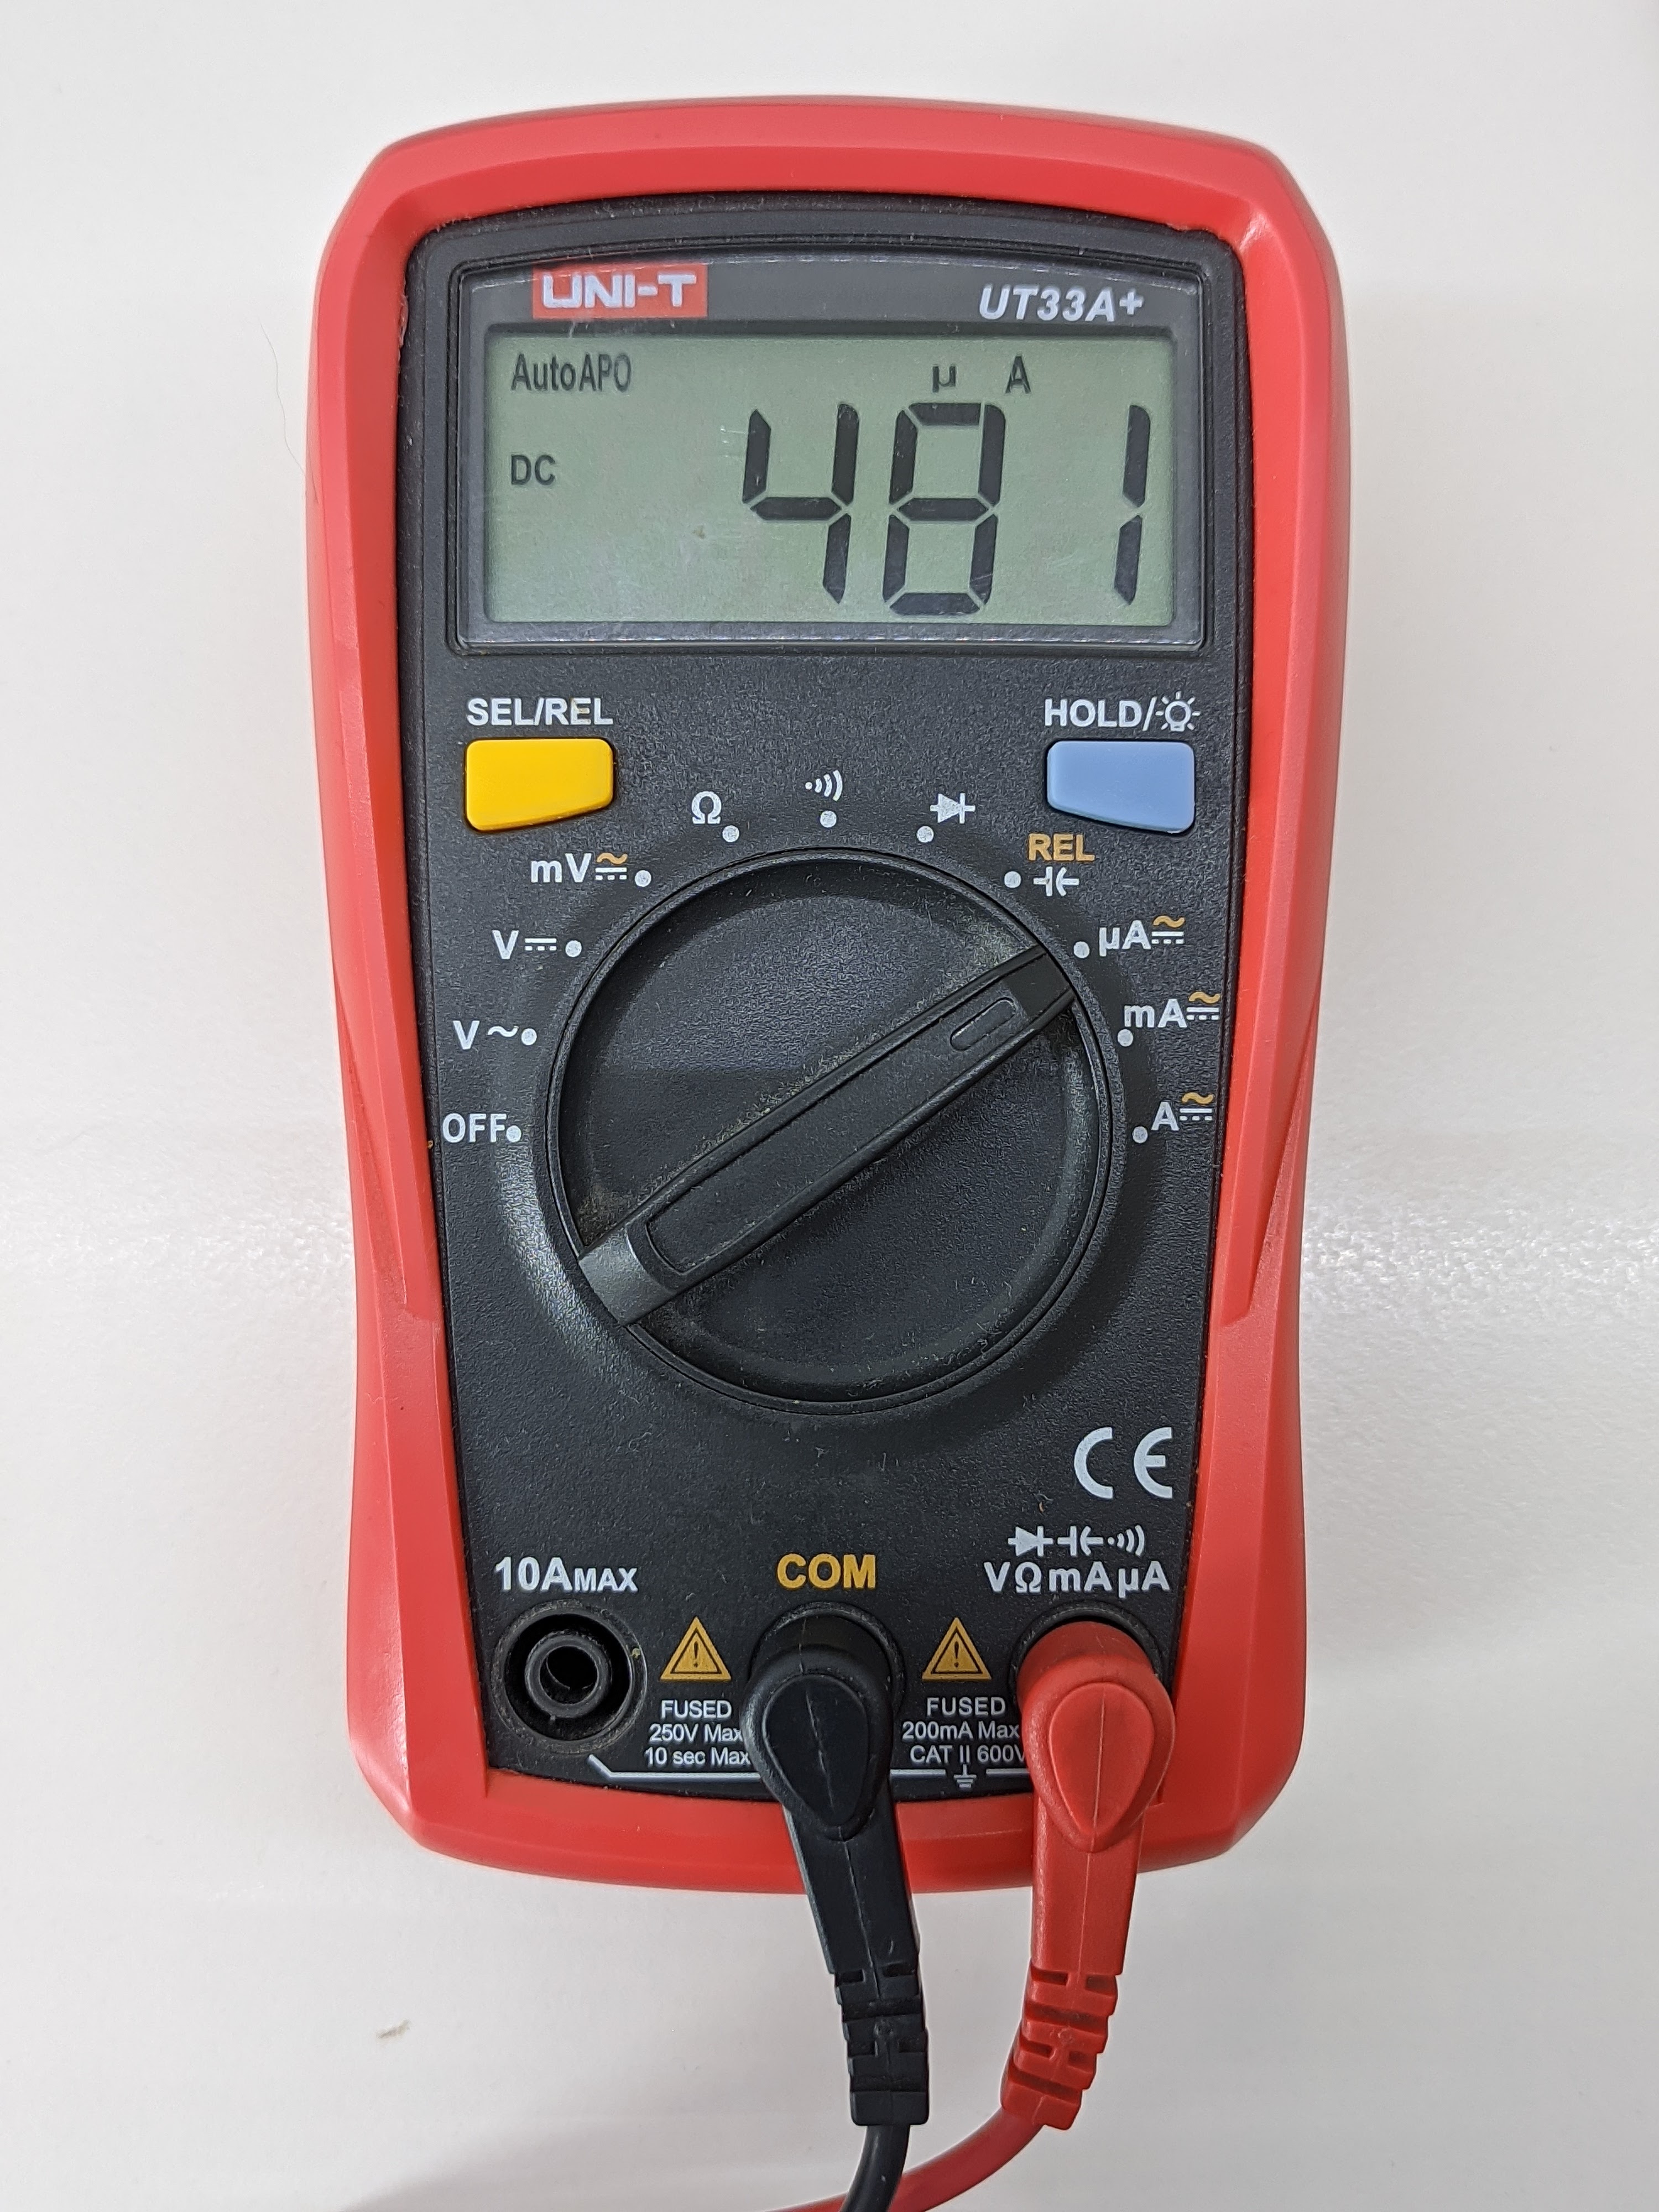 UNI-T UT33A+
AutoAPO µ A
DC 481
SEL/REL HOLD/
Ω
mV REL
V µA
V~ mA
OFF A
CE
10AMAX COM VΩmAµA
FUSED FUSED
250V Max 200mA Max
10 sec Max CAT II 600V